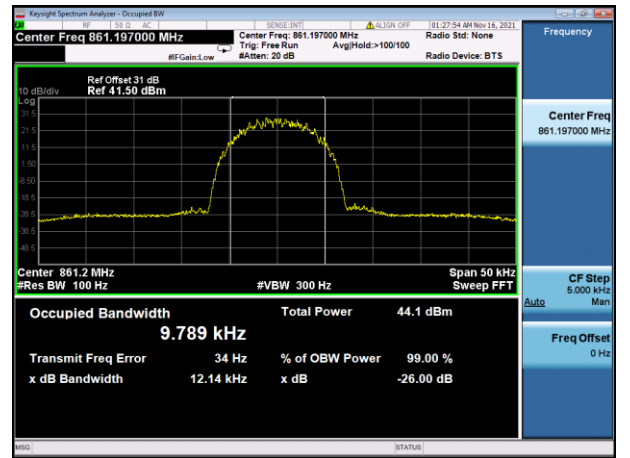 Keysight Spectrum Analyzer - Occupied BW
RF 50 Ω AC SENSE:INT ALIGN OFF 01:27:54 AM Nov 16, 2021
Center Freq 861.197000 MHz Center Freq: 861.197000 MHz Radio Std: None Frequency
Trig: Free Run Avg|Hold:>100/100
#IFGain:Low #Atten: 20 dB Radio Device: BTS
Ref Offset 31 dB
10 dB/div Ref 41.50 dBm
Log
31.5
21.5
11.5
1.50
-8.50
-18.5
-28.5
-38.5
-48.5
Center Freq
861.197000 MHz
Center 861.2 MHz Span 50 kHz
#Res BW 100 Hz #VBW 300 Hz Sweep FFT
CF Step
5.000 kHz
Auto Man
Occupied Bandwidth Total Power 44.1 dBm
9.789 kHz
Freq Offset
0 Hz
Transmit Freq Error 34 Hz % of OBW Power 99.00 %
x dB Bandwidth 12.14 kHz x dB -26.00 dB
MSG STATUS